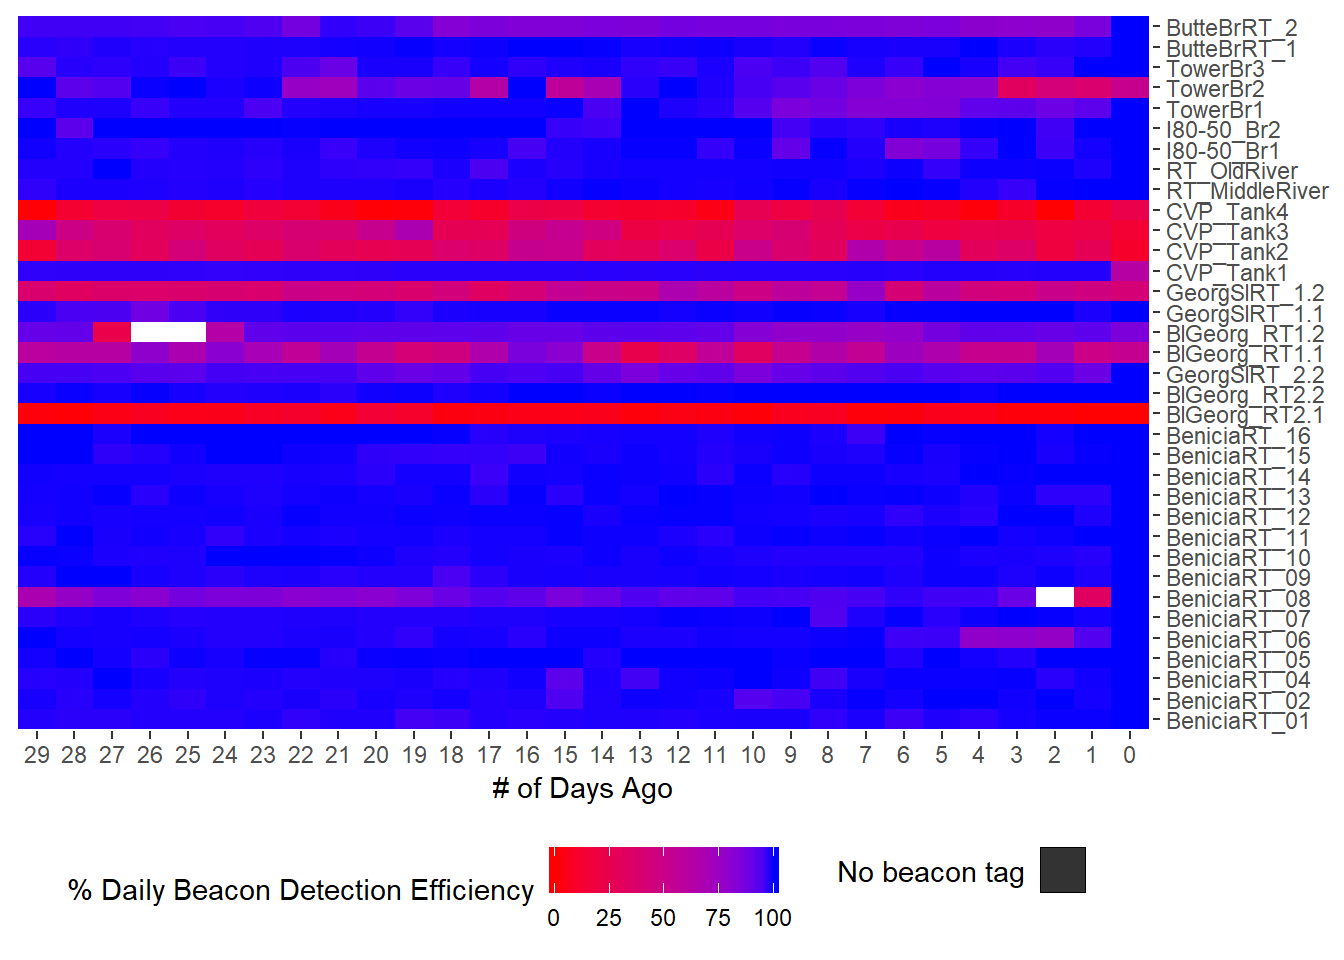 ButteBrRT_2
ButteBrRT_1
TowerBr3
TowerBr2
TowerBr1
I80-50_Br2
I80-50_Br1
RT_OldRiver
RT_MiddleRiver
CVP_Tank4
CVP_Tank3
CVP_Tank2
CVP_Tank1
GeorgSlRT_1.2
GeorgSlRT_1.1
BlGeorg_RT1.2
BlGeorg_RT1.1
GeorgSlRT_2.2
BlGeorg_RT2.2
BlGeorg_RT2.1
BeniciaRT_16
BeniciaRT_15
BeniciaRT_14
BeniciaRT_13
BeniciaRT_12
BeniciaRT_11
BeniciaRT_10
BeniciaRT_09
BeniciaRT_08
BeniciaRT_07
BeniciaRT_06
BeniciaRT_05
BeniciaRT_04
BeniciaRT_02
BeniciaRT_01
29 28 27 26 25 24 23 22 21 20 19 18 17 16 15 14 13 12 11 10 9 8 7 6 5 4 3 2 1 0
# of Days Ago
% Daily Beacon Detection Efficiency
0 25 50 75 100
No beacon tag